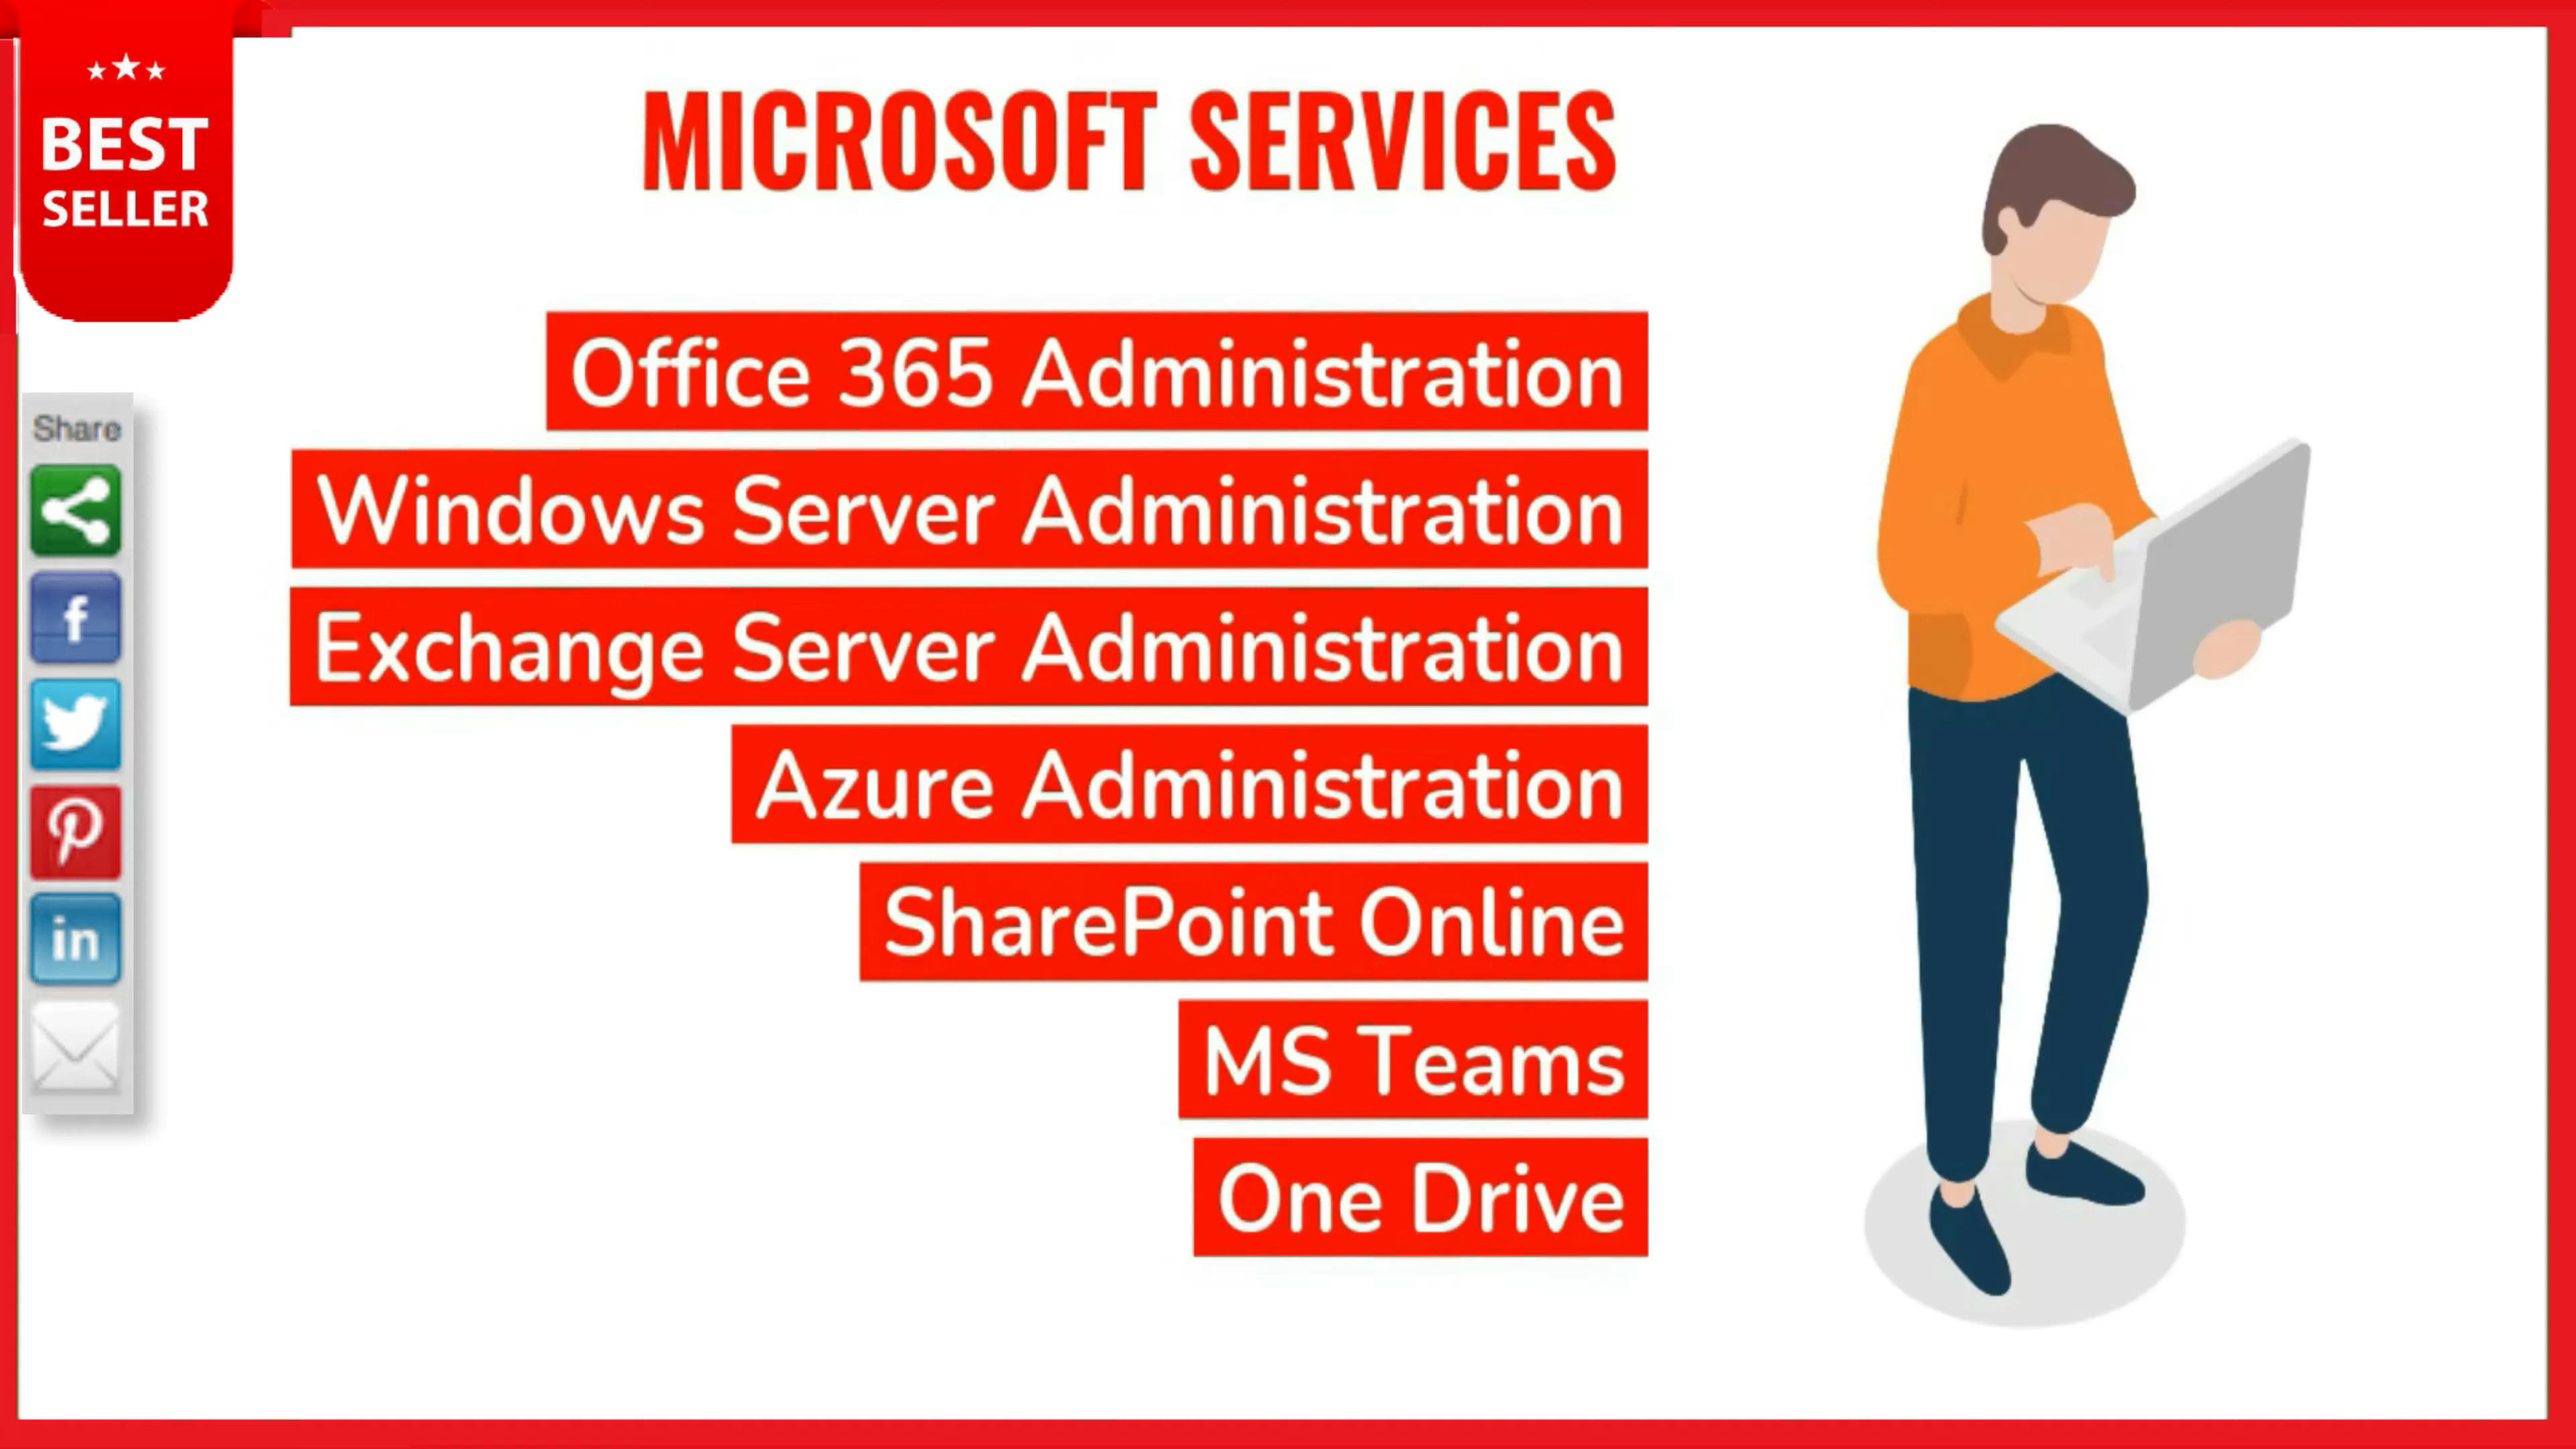 BEST
SELLER
MICROSOFT SERVICES
Office 365 Administration
Windows Server Administration
Exchange Server Administration
Azure Administration
SharePoint Online
MS Teams
One Drive
Share
f
in